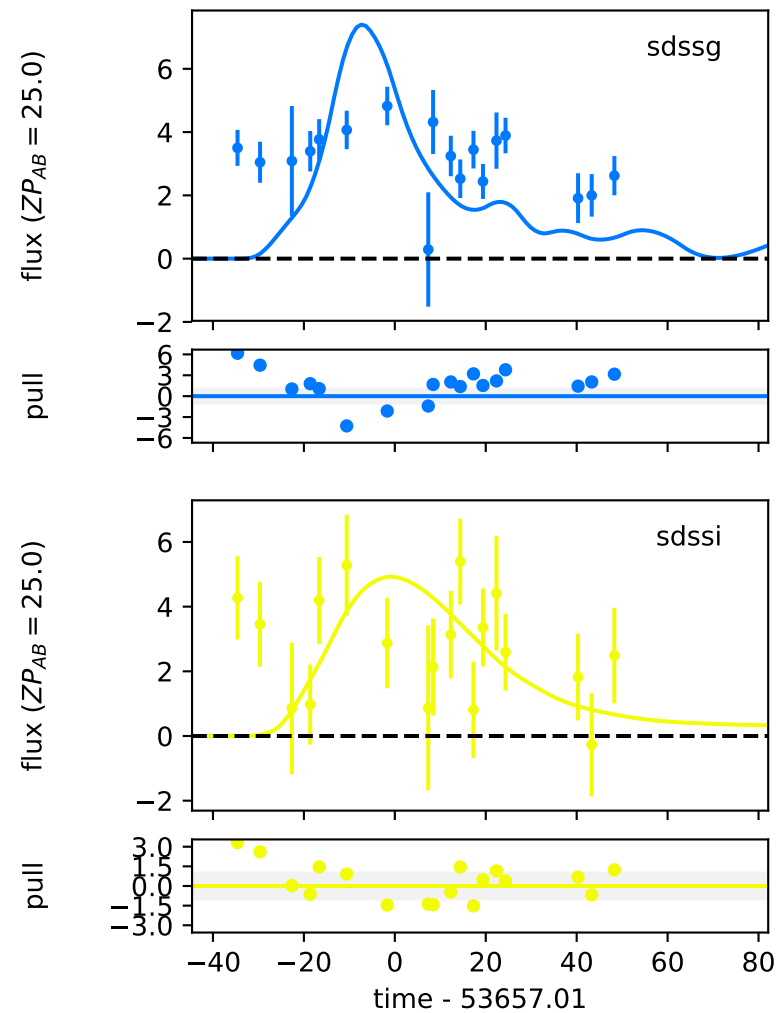 sdssg
flux (ZP_AB = 25.0)
6
4
2
0
−2
pull
6
3
0
−3
−6
sdssi
flux (ZP_AB = 25.0)
6
4
2
0
−2
pull
3.0
1.5
0.0
−1.5
−3.0
−40 −20 0 20 40 60 80
time - 53657.01